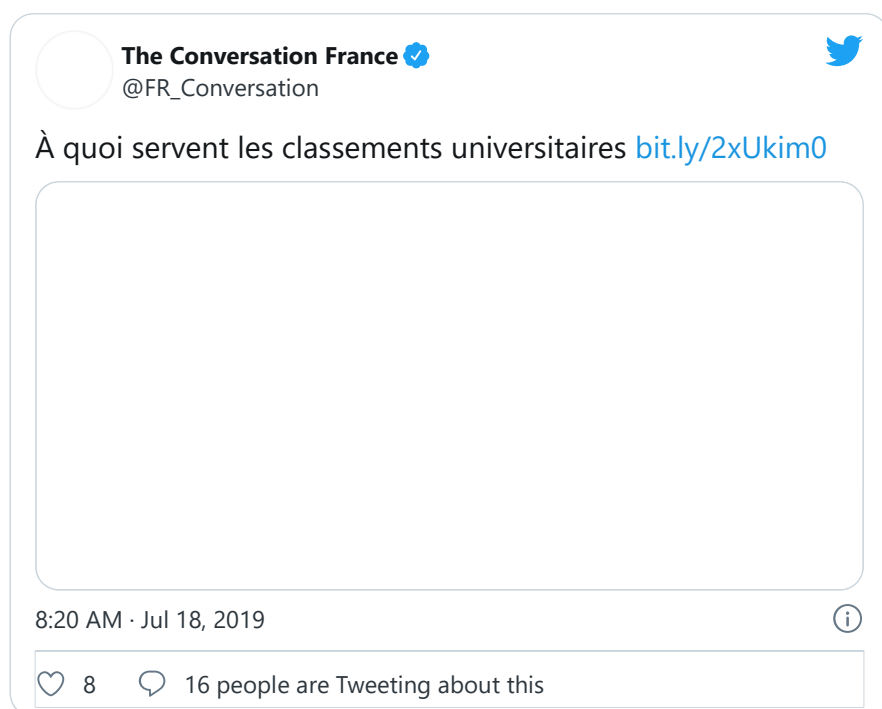 The Conversation France
@FR_Conversation
À quoi servent les classements universitaires bit.ly/2xUkim0
8:20 AM · Jul 18, 2019
8 16 people are Tweeting about this